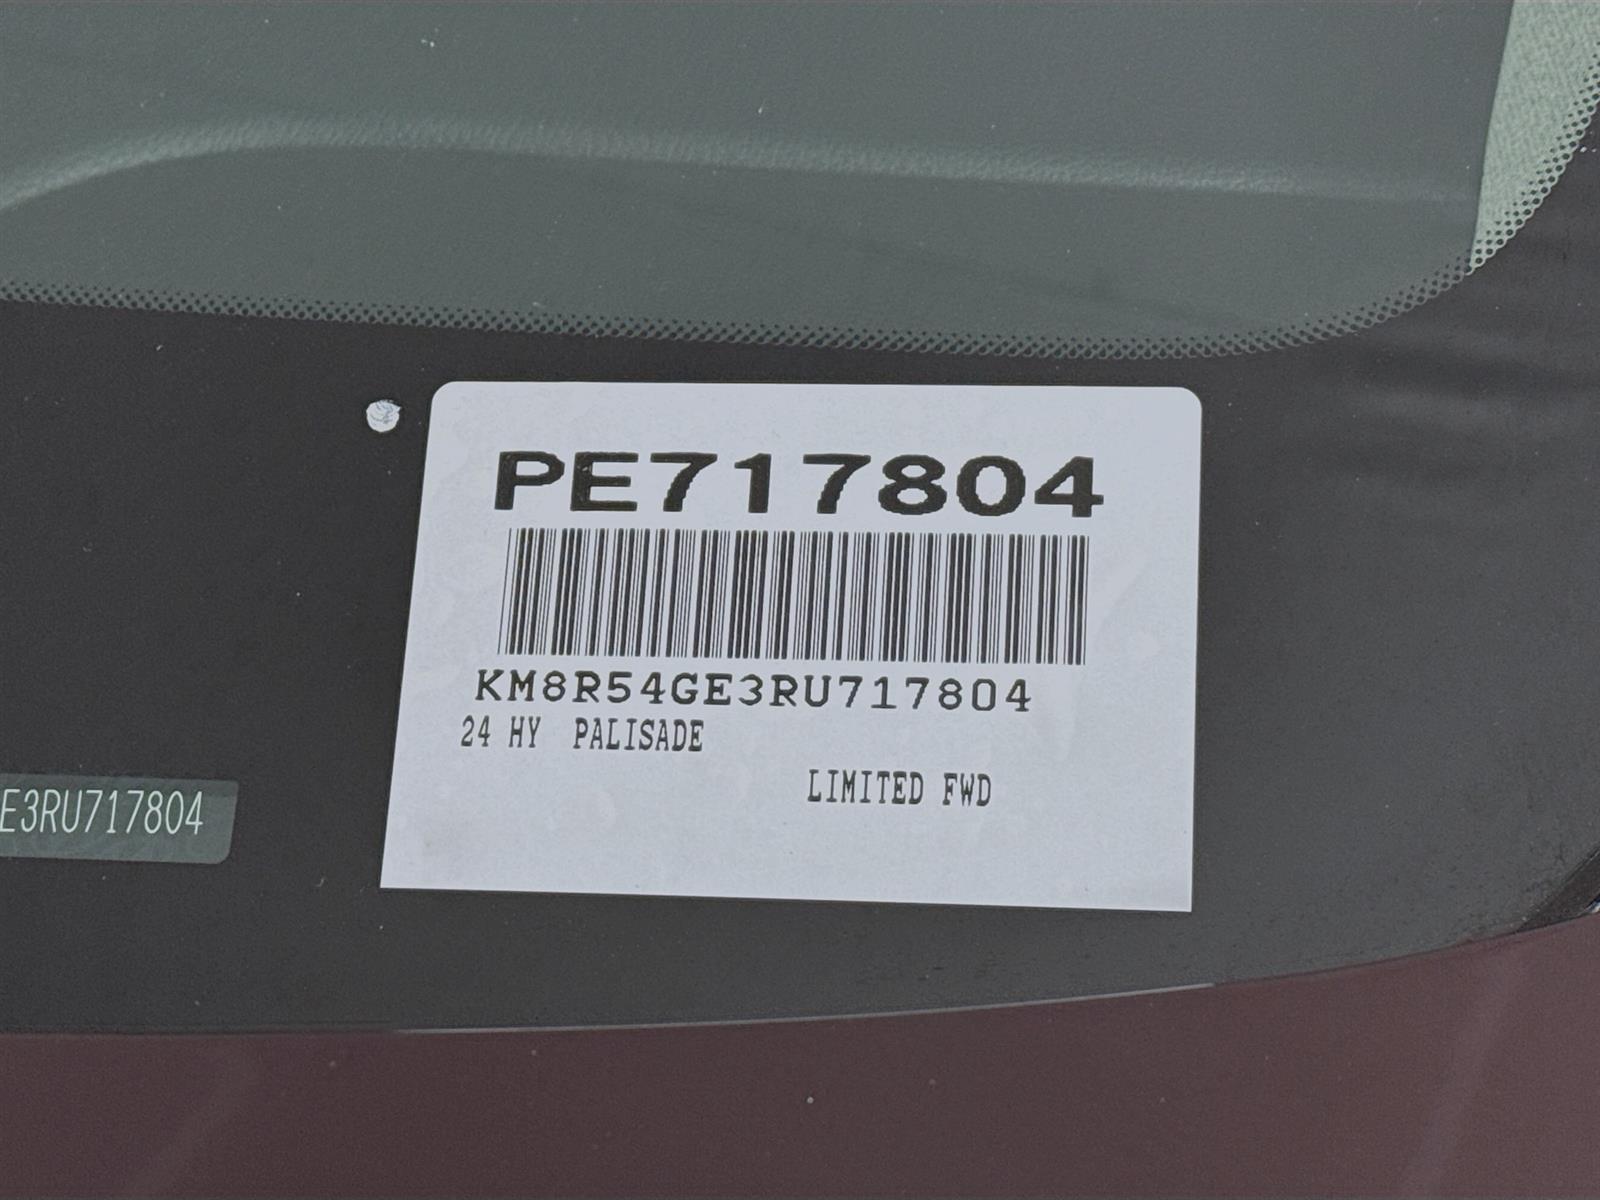 PE717804
KM8R54GE3RU717804
24 HY PALISADE
LIMITED FWD
E3RU717804